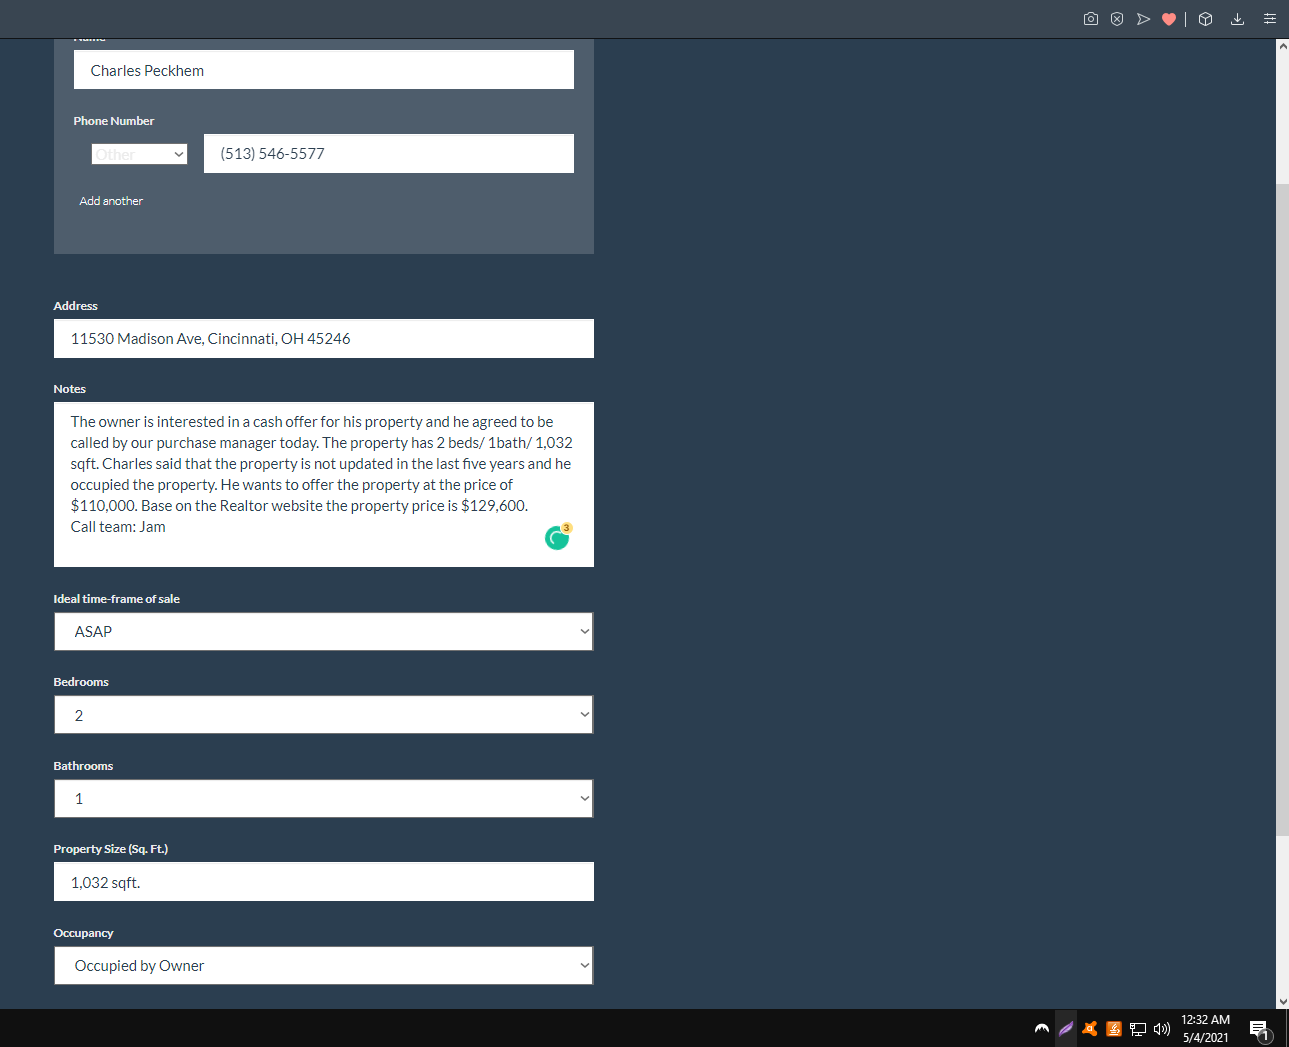 Name
Charles Peckhem
Phone Number
Other
(513) 546-5577
Add another
Address
11530 Madison Ave, Cincinnati, OH 45246
Notes
The owner is interested in a cash offer for his property and he agreed to be
called by our purchase manager today. The property has 2 beds/ 1bath/ 1,032
sqft. Charles said that the property is not updated in the last five years and he
occupied the property. He wants to offer the property at the price of
$110,000. Base on the Realtor website the property price is $129,600.
Call team: Jam
3
Ideal time-frame of sale
ASAP
Bedrooms
2
Bathrooms
1
Property Size (Sq. Ft.)
1,032 sqft.
Occupancy
Occupied by Owner
12:32 AM
5/4/2021
1